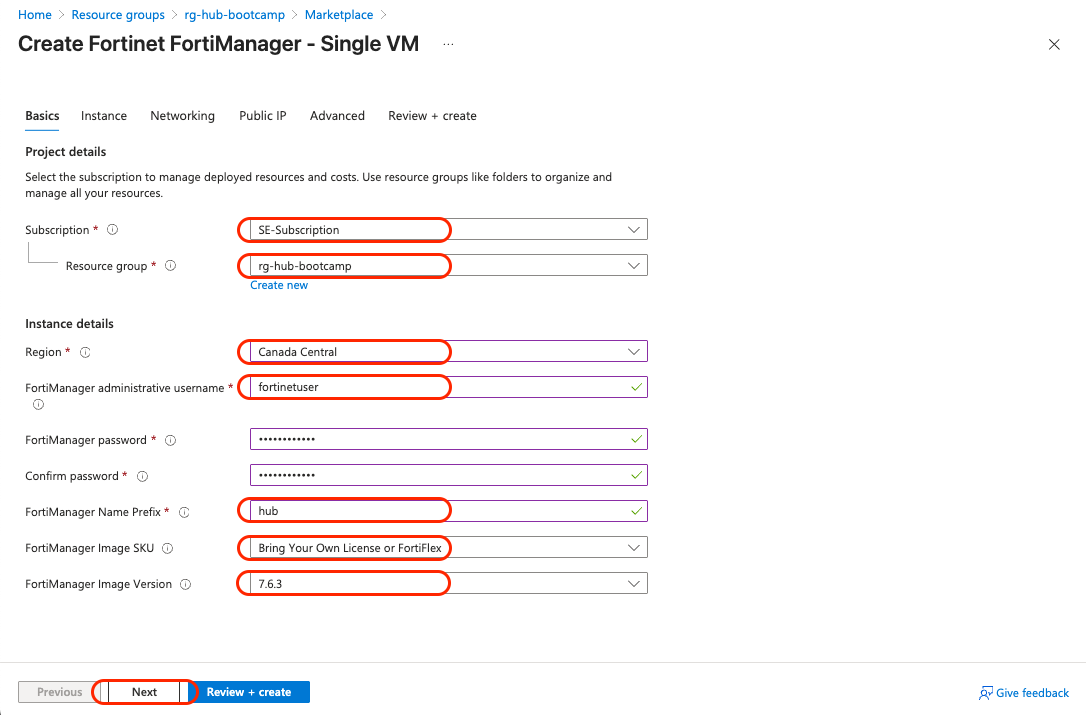 Home > Resource groups > rg-hub-bootcamp > Marketplace >
Create Fortinet FortiManager - Single VM ...
Basics Instance Networking Public IP Advanced Review + create
Project details
Select the subscription to manage deployed resources and costs. Use resource groups like folders to organize and
manage all your resources.
Subscription * SE-Subscription
Resource group * rg-hub-bootcamp
Create new
Instance details
Region * Canada Central
FortiManager administrative username * fortinetuser
FortiManager password * ••••••••••••
Confirm password * ••••••••••••
FortiManager Name Prefix * hub
FortiManager Image SKU Bring Your Own License or FortiFlex
FortiManager Image Version 7.6.3
Previous Next Review + create Give feedback